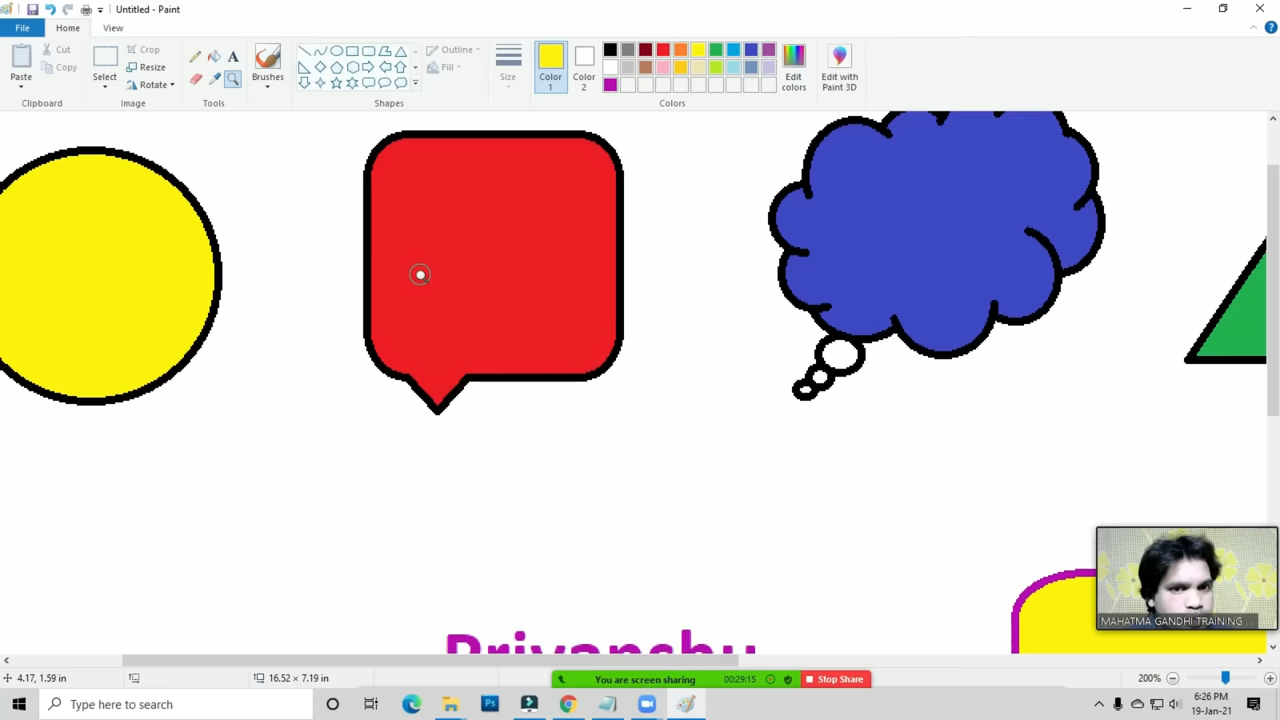 Untitled - Paint
File
Home
View
Paste
Cut
Copy
Clipboard
Select
Crop
Resize
Rotate
Image
A
Tools
Brushes
Outline
Fill
Shapes
Size
Color 1
Color 2
Edit colors
Edit with Paint 3D
Colors
Priyanshu
MAHATMA GANDHI TRAINING ...
4.17, 1.59 in
16.52 × 7.19 in
You are screen sharing
00:29:15
Stop Share
200%
Type here to search
Ps
6:26 PM
19-Jan-21